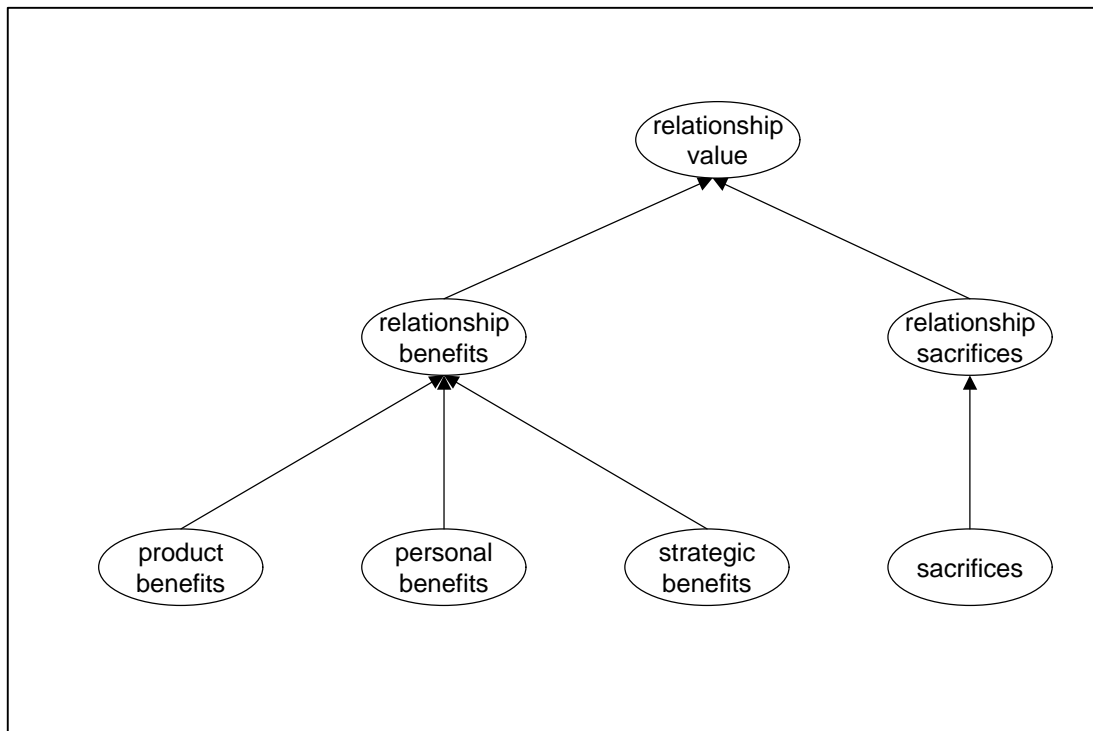 relationship
value
relationship
benefits
relationship
sacrifices
product
benefits
personal
benefits
strategic
benefits
sacrifices